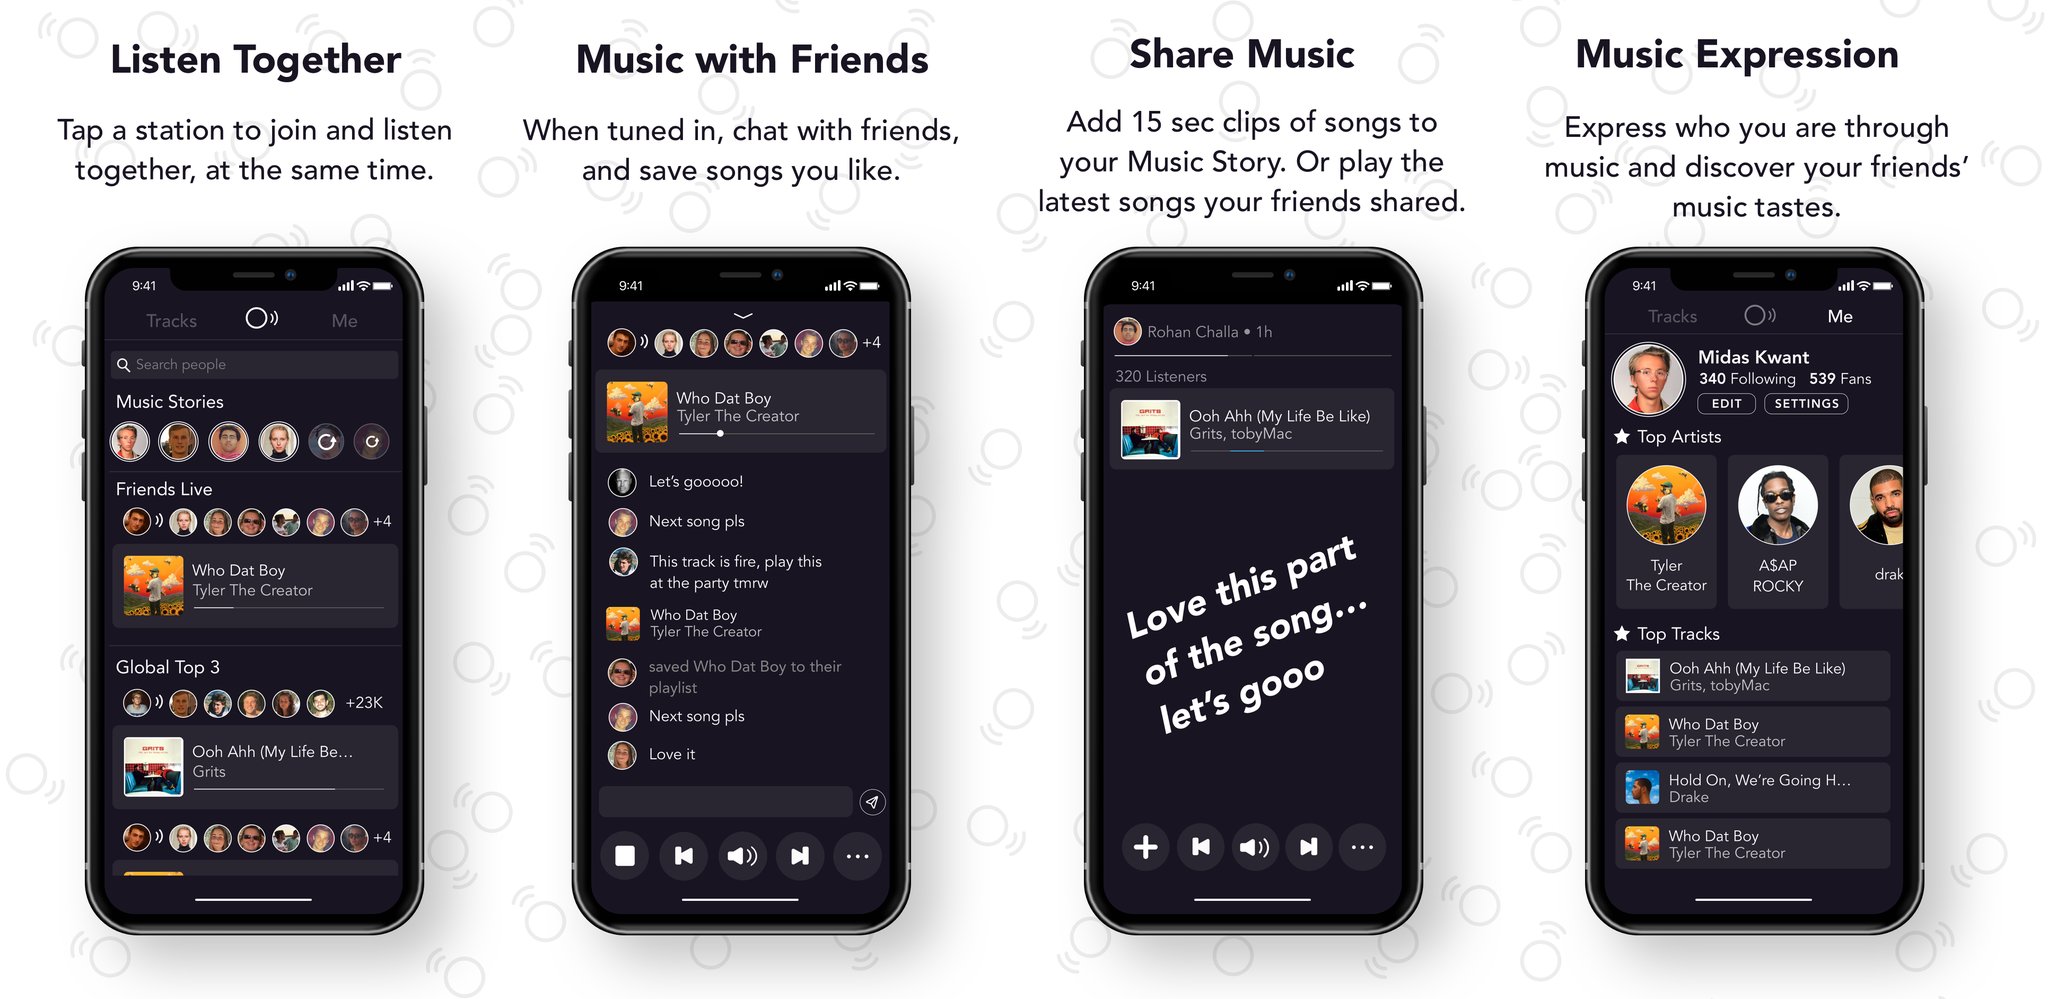 Listen Together
Tap a station to join and listen
together, at the same time.
9:41
Tracks
Me
Search people
Music Stories
Friends Live
+4
Who Dat Boy
Tyler The Creator
Global Top 3
+23K
GRITS
Ooh Ahh (My Life Be...
Grits
+4
Music with Friends
When tuned in, chat with friends,
and save songs you like.
9:41
+4
Who Dat Boy
Tyler The Creator
Let's gooooo!
Next song pls
This track is fire, play this
at the party tmrw
Who Dat Boy
Tyler The Creator
saved Who Dat Boy to their
playlist
Next song pls
Love it
Share Music
Add 15 sec clips of songs to
your Music Story. Or play the
latest songs your friends shared.
9:41
Rohan Challa • 1h
320 Listeners
GRITS
Ooh Ahh (My Life Be Like)
Grits, tobyMac
Love this part
of the song...
let's gooo
Music Expression
Express who you are through
music and discover your friends'
music tastes.
9:41
Tracks
Me
Midas Kwant
340 Following 539 Fans
EDIT SETTINGS
Top Artists
Tyler
The Creator
A$AP
ROCKY
drak
Top Tracks
Ooh Ahh (My Life Be Like)
Grits, tobyMac
Who Dat Boy
Tyler The Creator
Hold On, We're Going H...
Drake
Who Dat Boy
Tyler The Creator